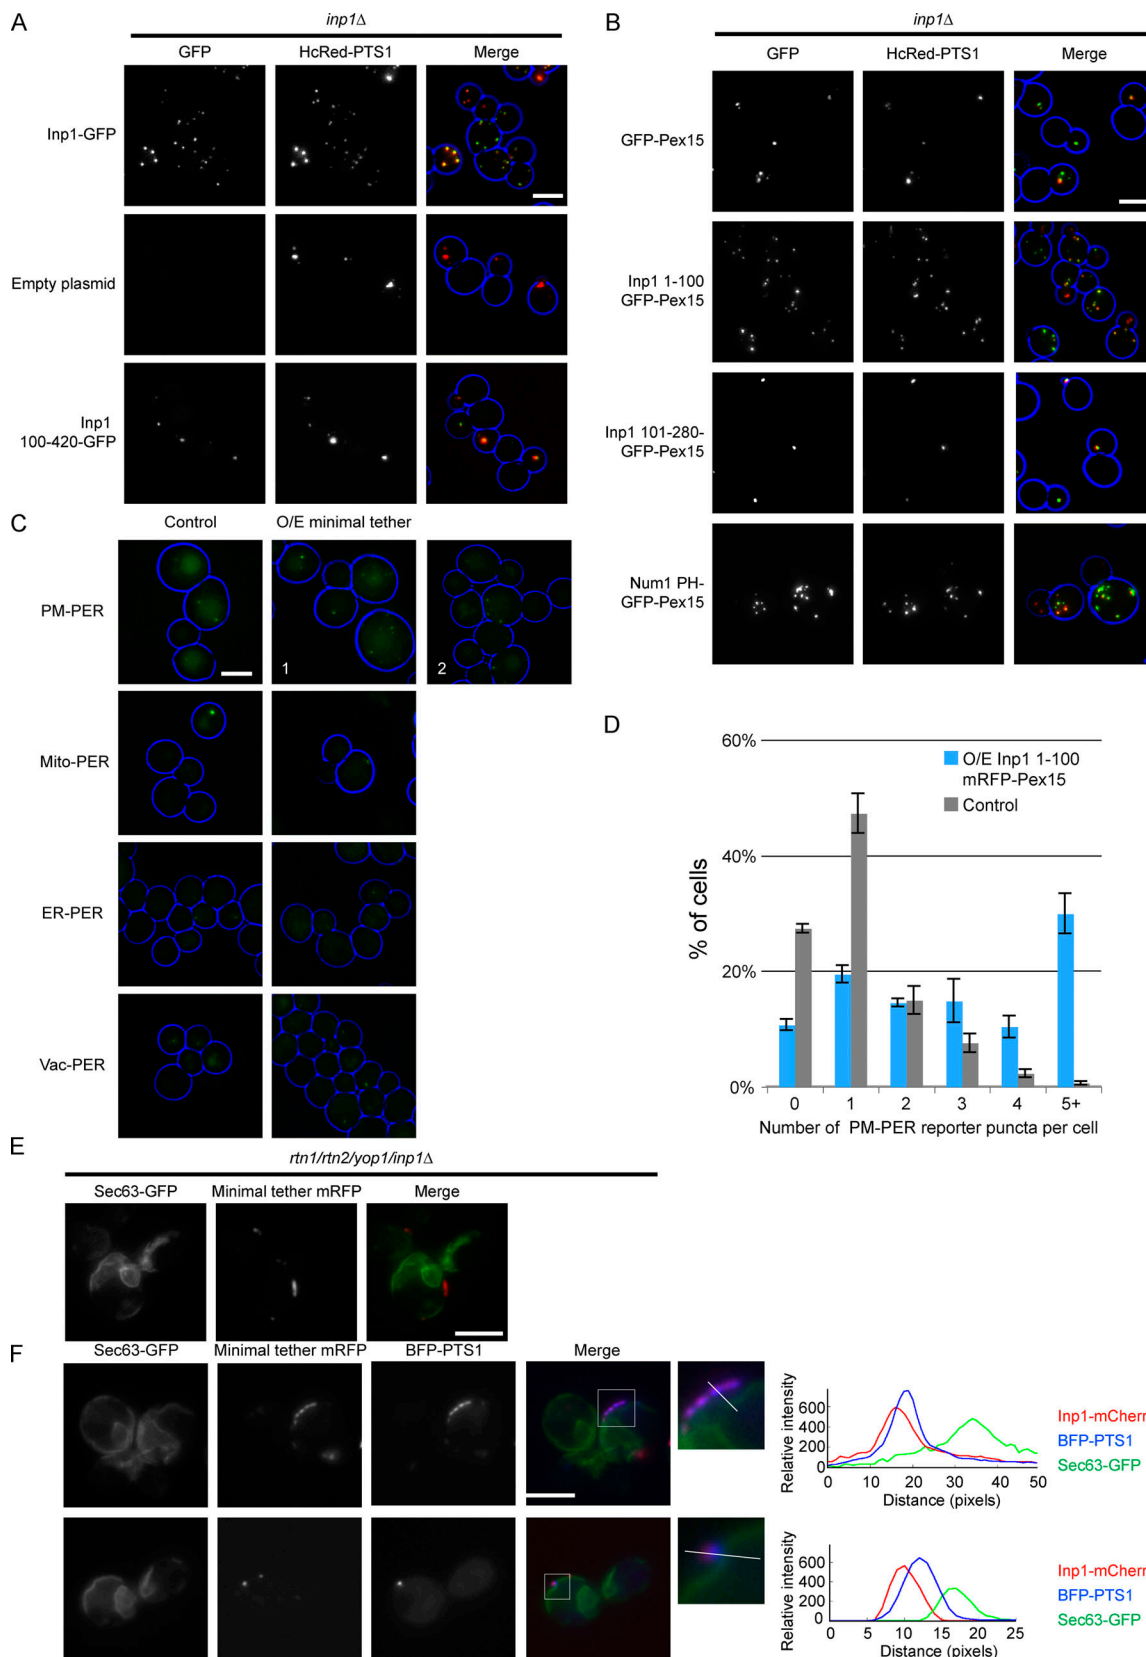 A
inp1Δ
GFP
HcRed-PTS1
Merge
Inp1-GFP
Empty plasmid
Inp1
100-420-GFP
B
inp1Δ
GFP
HcRed-PTS1
Merge
GFP-Pex15
Inp1 1-100
GFP-Pex15
Inp1 101-280-
GFP-Pex15
Num1 PH-
GFP-Pex15
C
Control
O/E minimal tether
PM-PER
1
2
Mito-PER
ER-PER
Vac-PER
D
60%
40%
20%
0%
% of cells
O/E Inp1 1-100
mRFP-Pex15
Control
0 1 2 3 4 5+
Number of PM-PER reporter puncta per cell
E
rtn1/rtn2/yop1/inp1Δ
Sec63-GFP
Minimal tether mRFP
Merge
F
Sec63-GFP
Minimal tether mRFP
BFP-PTS1
Merge
Relative intensity
600
400
200
0
0 10 20 30 40 50
Distance (pixels)
Inp1-mCherr
BFP-PTS1
Sec63-GFP
Relative intensity
600
400
200
0
0 5 10 15 20 25
Distance (pixels)
Inp1-mCherr
BFP-PTS1
Sec63-GFP